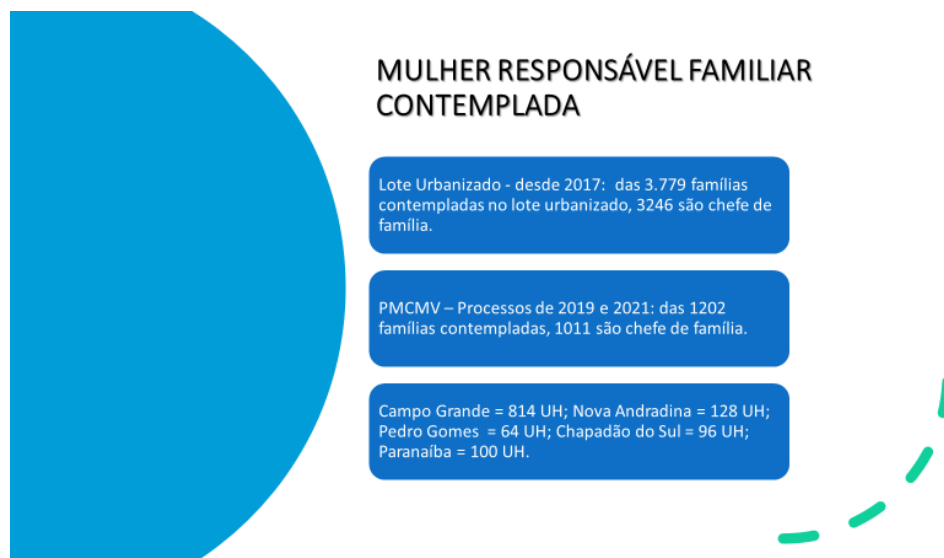 MULHER RESPONSÁVEL FAMILIAR
CONTEMPLADA
Lote Urbanizado - desde 2017:  das 3.779 famílias
contempladas no lote urbanizado, 3246 são chefe de
família.
PMCMV – Processos de 2019 e 2021: das 1202
famílias contempladas, 1011 são chefe de família.
Campo Grande = 814 UH; Nova Andradina = 128 UH;
Pedro Gomes  = 64 UH; Chapadão do Sul = 96 UH;
Paranaíba = 100 UH.